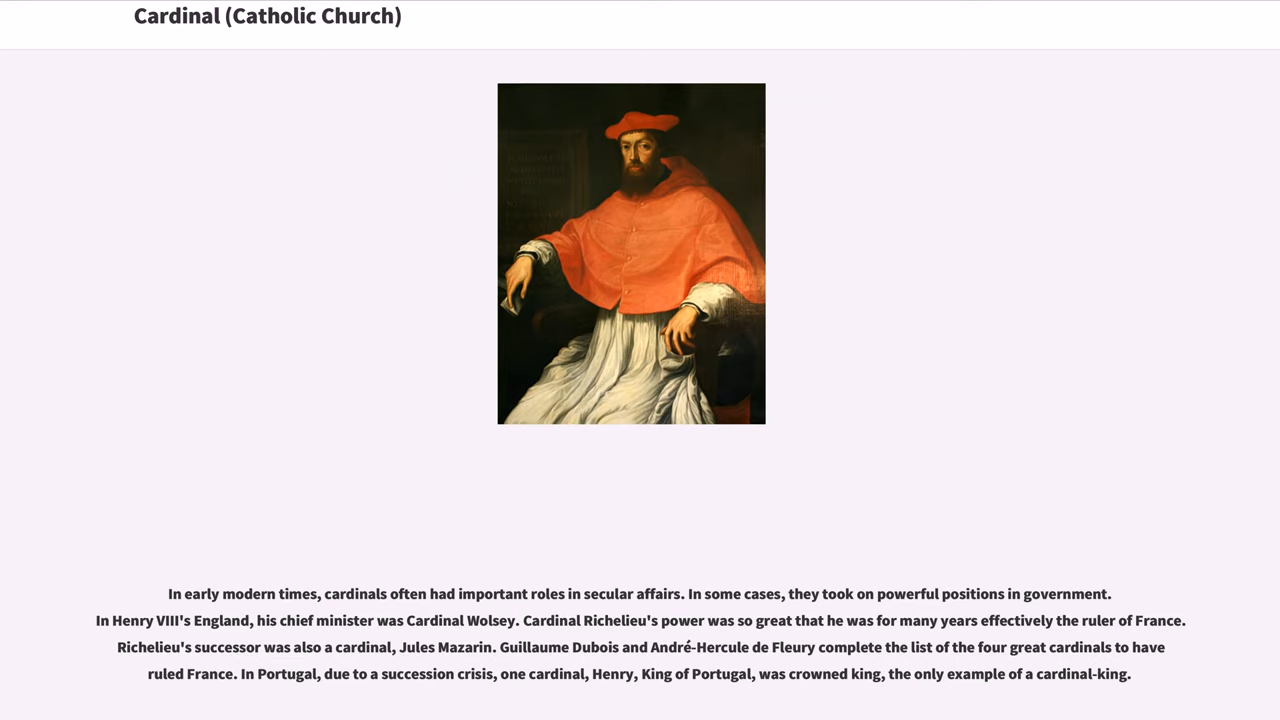 Cardinal (Catholic Church)
In early modern times, cardinals often had important roles in secular affairs. In some cases, they took on powerful positions in government.
In Henry VIII's England, his chief minister was Cardinal Wolsey. Cardinal Richelieu's power was so great that he was for many years effectively the ruler of France.
Richelieu's successor was also a cardinal, Jules Mazarin. Guillaume Dubois and André-Hercule de Fleury complete the list of the four great cardinals to have
ruled France. In Portugal, due to a succession crisis, one cardinal, Henry, King of Portugal, was crowned king, the only example of a cardinal-king.